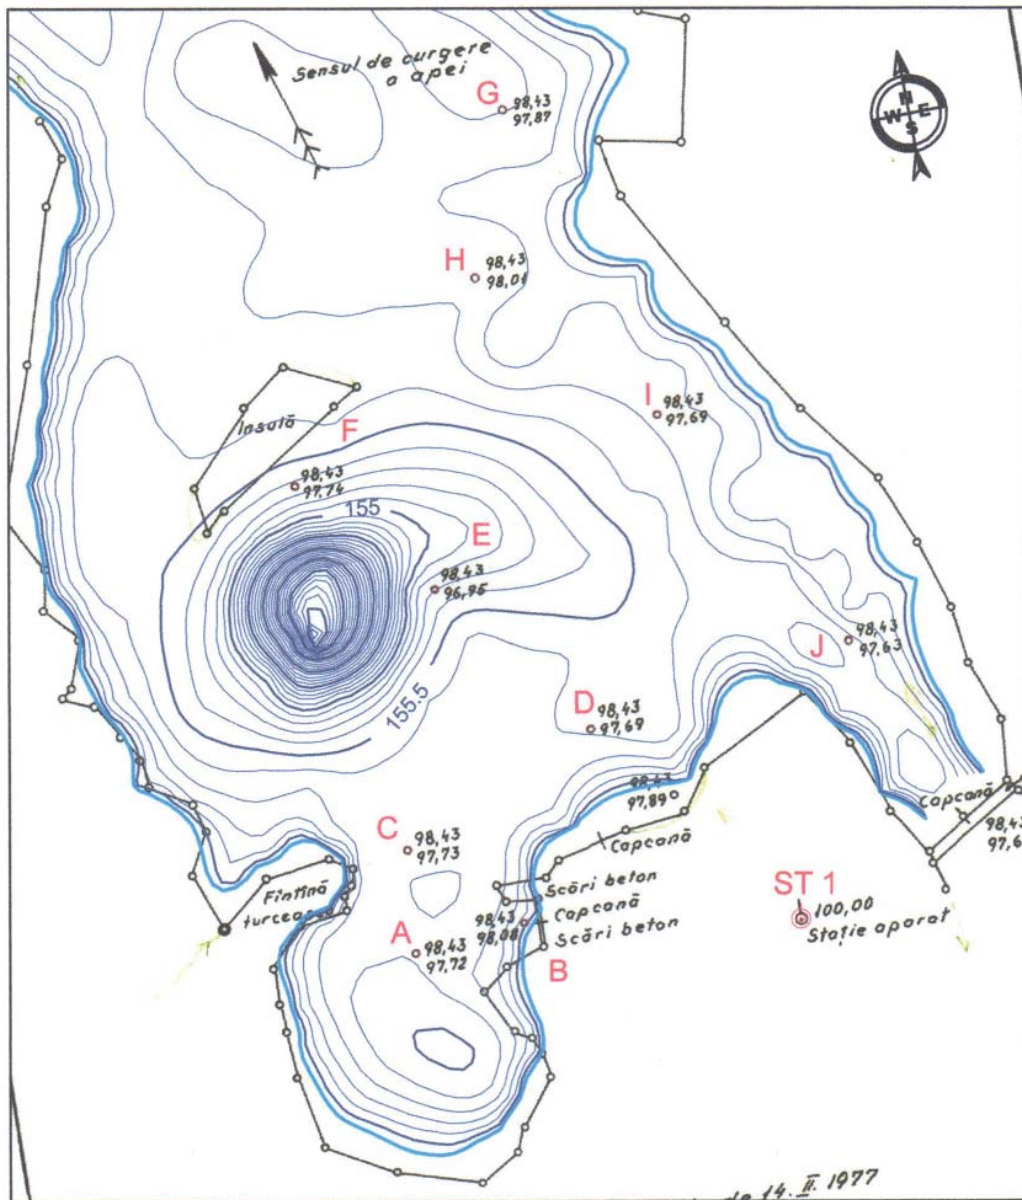 Sensul de curgere
a apei
G
98,43
97,87
N
W E
S
H
98,43
98,01
I
98,43
97,69
Insulă
F
98,43
97,74
155
E
98,43
96,95
98,43
97,63
J
D
98,43
97,69
155.5
98,43
97,89
Capcană
98,43
Capcană
C
98,43
97,73
Scări beton
Fîntînă
ST 1
100,00
Stație aparat
98,43
98,08
Capcană
Scări beton
A
98,43
97,72
B
14. II. 1977